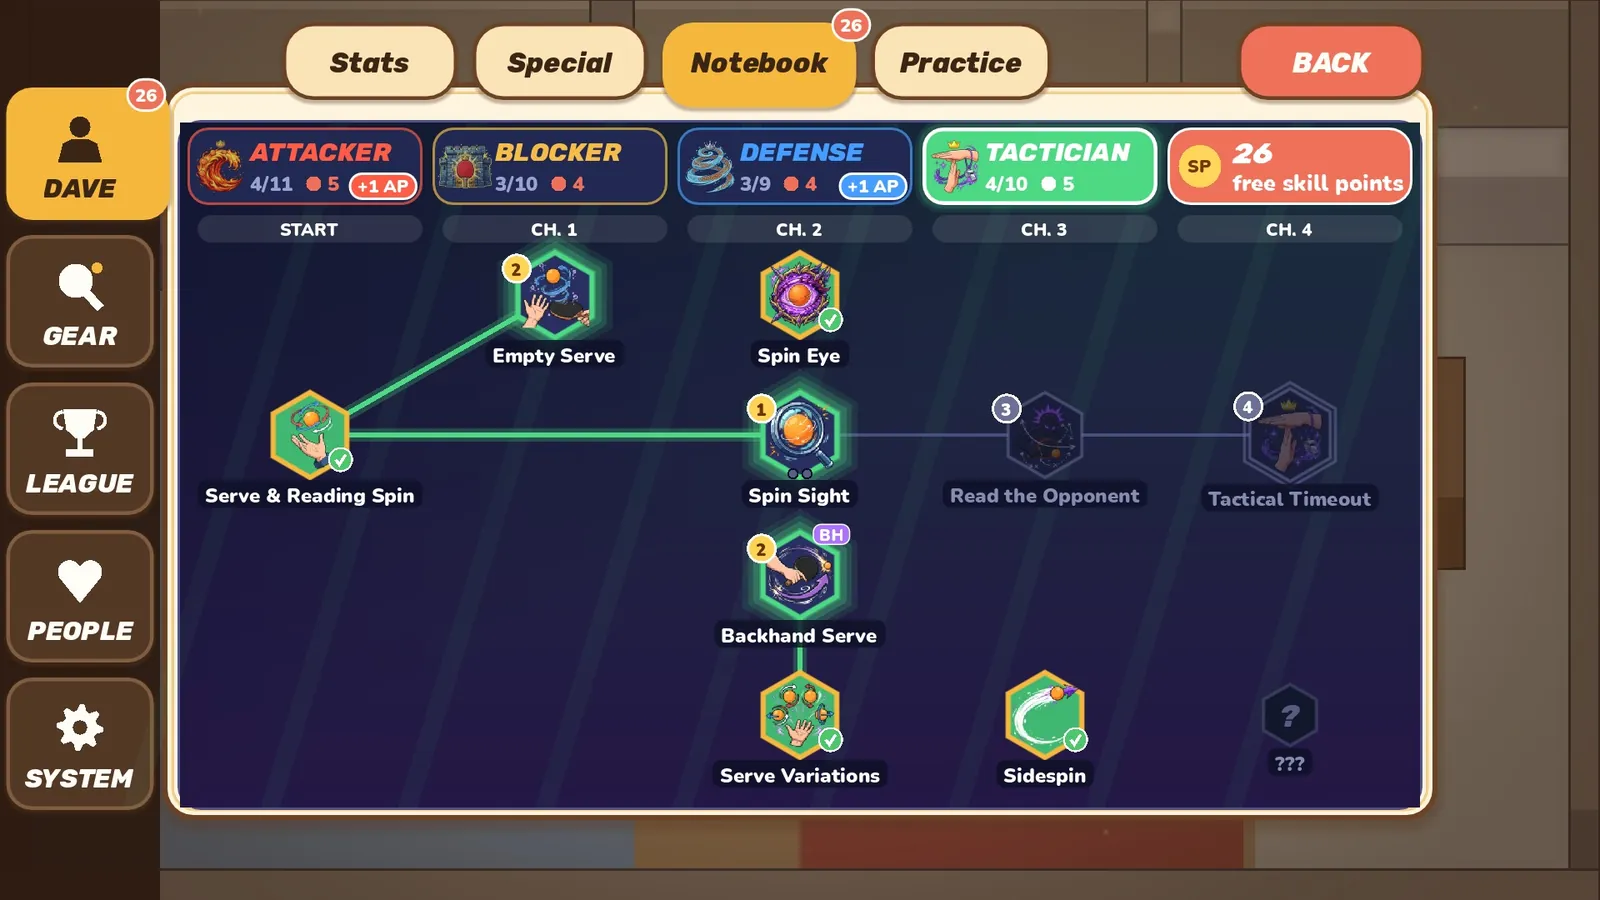 Stats
Special
Notebook
26
Practice
BACK
26
DAVE
GEAR
LEAGUE
PEOPLE
SYSTEM
ATTACKER
4/11 5 +1 AP
BLOCKER
3/10 4
DEFENSE
3/9 4 +1 AP
TACTICIAN
4/10 5
SP
26
free skill points
START
CH. 1
CH. 2
CH. 3
CH. 4
2
Empty Serve
Spin Eye
Serve & Reading Spin
1
Spin Sight
3
Read the Opponent
4
Tactical Timeout
2
BH
Backhand Serve
Serve Variations
Sidespin
?
???